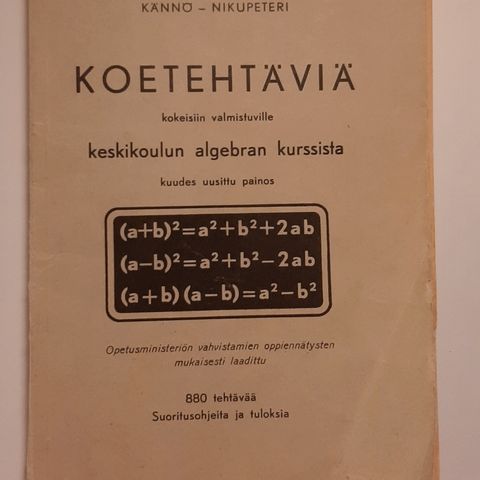 KÄNNÖ – NIKUPETERI
KOETEHTÄVIÄ
kokeisiin valmistuville
keskikoulun algebran kurssista
kuudes uusittu painos
(a+b)²=a²+b²+2ab
(a–b)²=a²+b²–2ab
(a+b)(a–b)=a²–b²
Opetusministeriön vahvistamien oppiennätysten
mukaisesti laadittu
880 tehtävää
Suoritusohjeita ja tuloksia